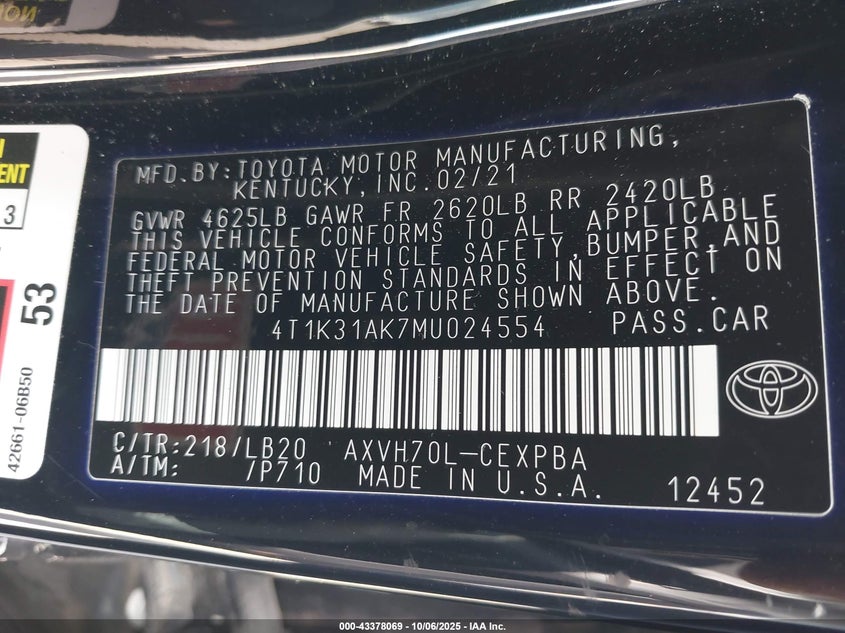 MFD.BY:TOYOTA MOTOR MANUFACTURING,
KENTUCKY,INC.02/21
GVWR 4625LB GAWR FR 2620LB RR 2420LB
THIS VEHICLE CONFORMS TO ALL APPLICABLE
FEDERAL MOTOR VEHICLE SAFETY,BUMPER,AND
THEFT PREVENTION STANDARDS IN EFFECT ON
THE DATE OF MANUFACTURE SHOWN ABOVE.
4T1K31AK7MU024554 PASS.CAR
C/TR:218/LB20 AXVH70L-CEXPBA
A/TM: /P710 MADE IN U.S.A. 12452
3
53
42661-06B50
000-43378069 - 10/06/2025 - IAA Inc.